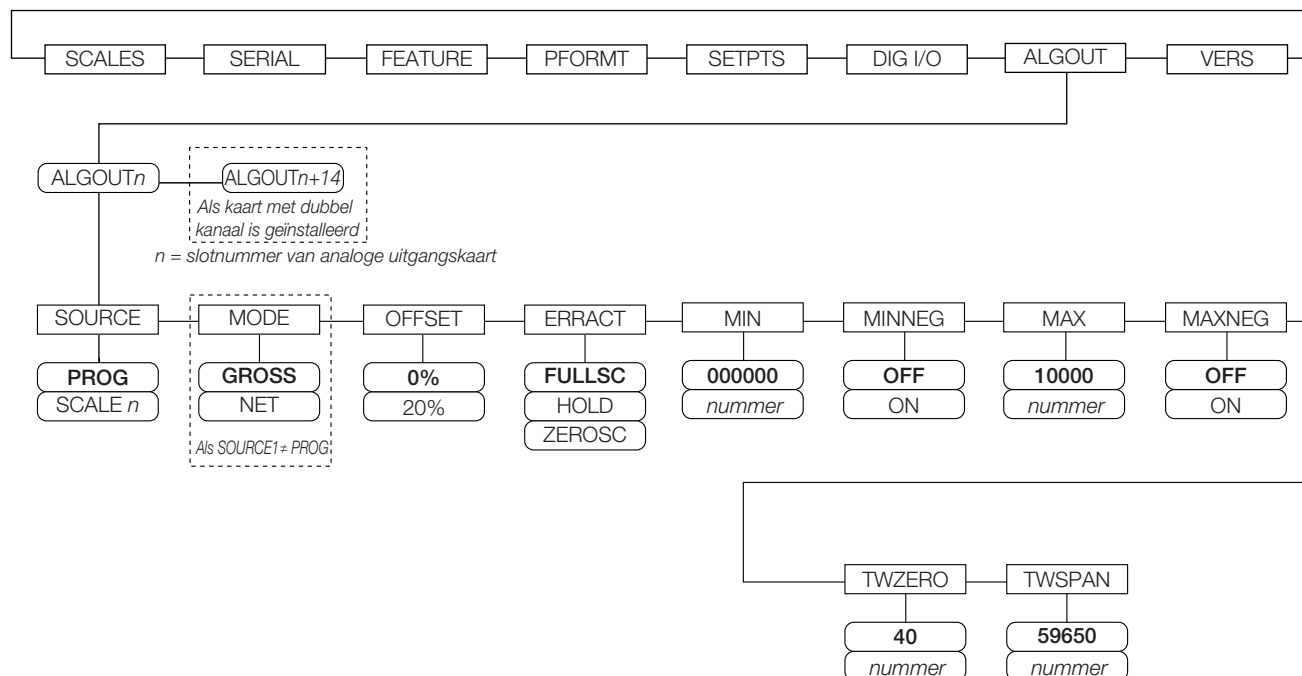 SCALES SERIAL FEATURE PFORMT SETPTS DIG I/O ALGOUT VERS
ALGOUTn ALGOUTn+14
Als kaart met dubbel
kanaal is geïnstalleerd
n = slotnummer van analoge uitgangskaart
SOURCE MODE OFFSET ERRACT MIN MINNEG MAX MAXNEG
PROG GROSS 0% FULLSC 000000 OFF 10000 OFF
SCALE n NET 20% HOLD nummer ON nummer ON
ZEROSC
Als SOURCE1≠ PROG
TWZERO TWSPAN
40 59650
nummer nummer